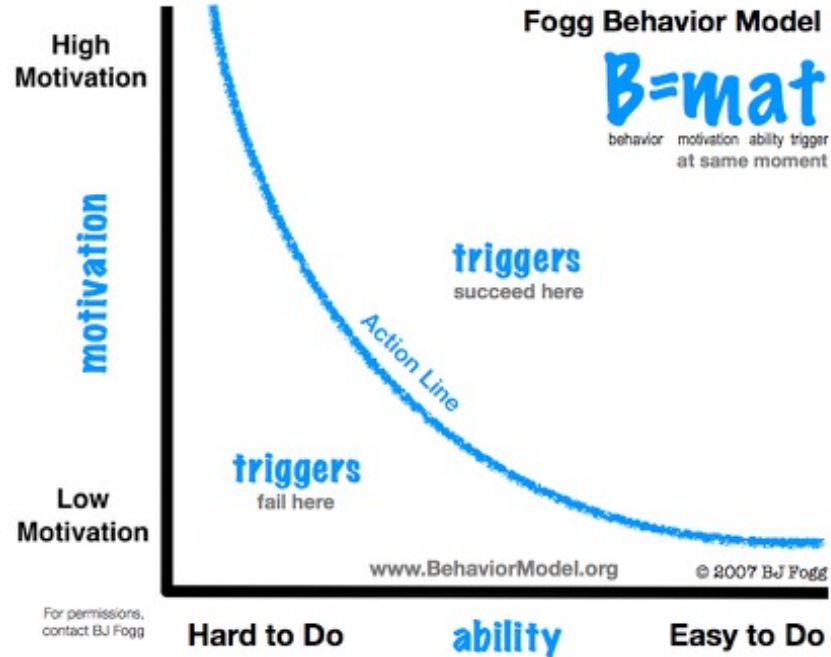 Fogg Behavior Model
B=mat
behavior motivation ability trigger
at same moment
High
Motivation
motivation
triggers
succeed here
Action Line
triggers
fail here
Low
Motivation
www.BehaviorModel.org
© 2007 BJ Fogg
For permissions,
contact BJ Fogg
Hard to Do
ability
Easy to Do